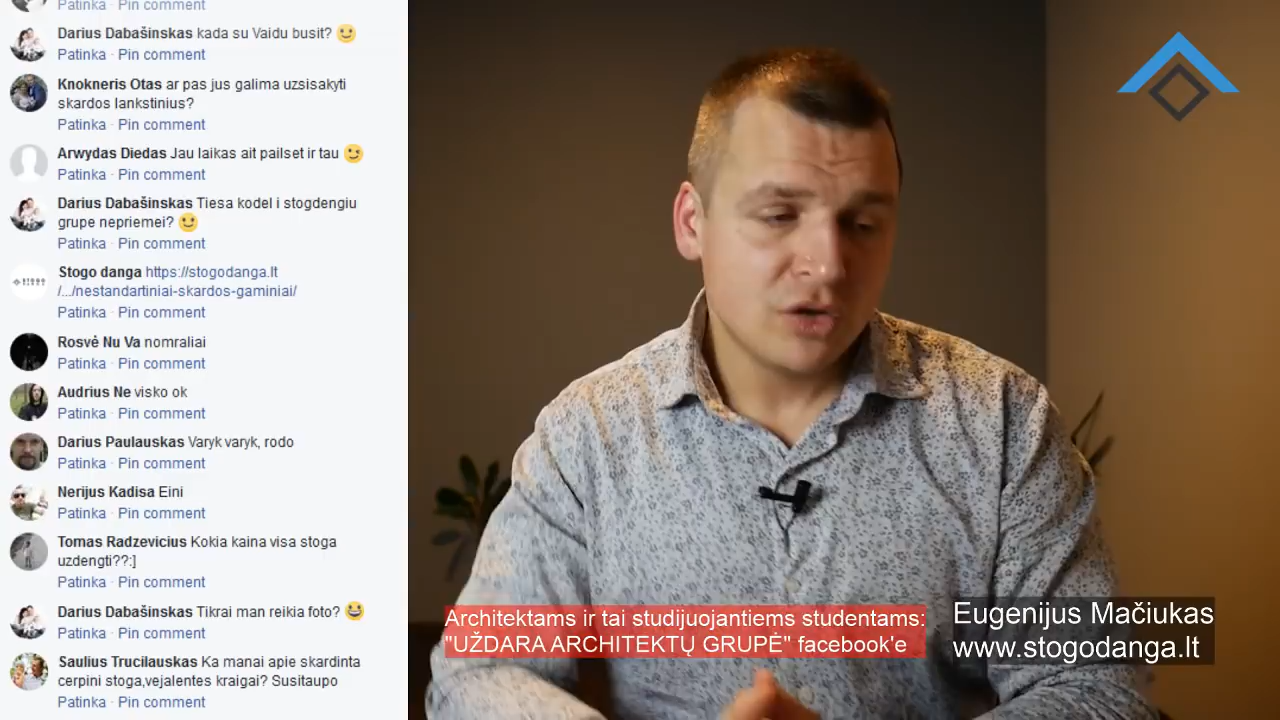 Patinka · Pin comment
Darius Dabašinskas kada su Vaidu busit? 🙂
Patinka · Pin comment
Knokneris Otas ar pas jus galima uzsisakyti
skardos lankstinius?
Patinka · Pin comment
Arwydas Diedas Jau laikas ait pailset ir tau 😉
Patinka · Pin comment
Darius Dabašinskas Tiesa kodel i stogdengiu
grupe nepriemei? 🙂
Patinka · Pin comment
Stogo danga https://stogodanga.lt
/.../nestandartiniai-skardos-gaminiai/
Patinka · Pin comment
Rosvė Nu Va nomraliai
Patinka · Pin comment
Audrius Ne visko ok
Patinka · Pin comment
Darius Paulauskas Varyk varyk, rodo
Patinka · Pin comment
Nerijus Kadisa Eini
Patinka · Pin comment
Tomas Radzevicius Kokia kaina visa stoga
uzdengti??:]
Patinka · Pin comment
Darius Dabašinskas Tikrai man reikia foto? 😀
Patinka · Pin comment
Saulius Trucilauskas Ka manai apie skardinta
cerpini stoga,vejalentes kraigai? Susitaupo
Patinka · Pin comment
Architektams ir tai studijuojantiems studentams:
"UŽDARA ARCHITEKTŲ GRUPĖ" facebook'e
Eugenijus Mačiukas
www.stogodanga.lt